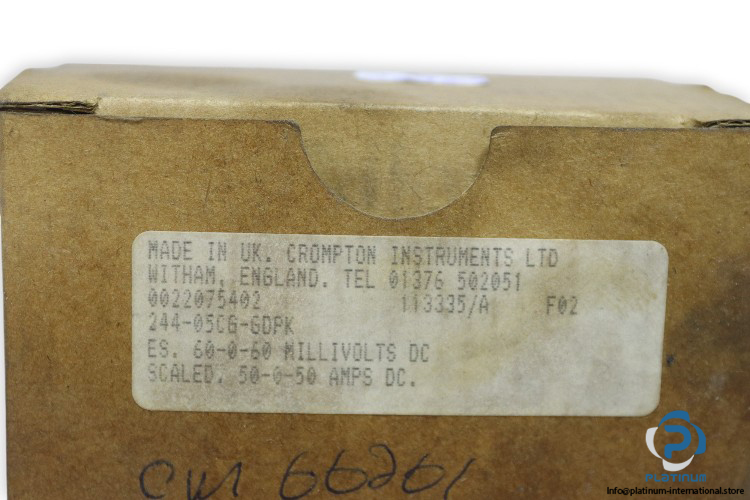 MADE IN UK. CROMPTON INSTRUMENTS LTD
WITHAM, ENGLAND. TEL 01376 502051
0022075402 113335/A F02
244-05CG-GDPK
ES. 60-0-60 MILLIVOLTS DC
SCALED. 50-0-50 AMPS DC.
CM 66261
PLATINUM
info@platinum-international.store